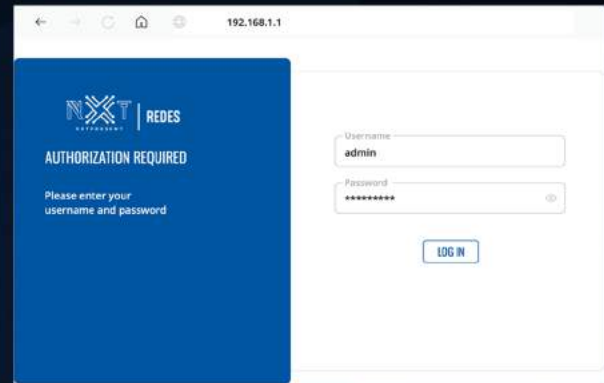 192.168.1.1
NXT | REDES
AUTHORIZATION REQUIRED
Please enter your
username and password
Username
admin
Password
*********
LOG IN